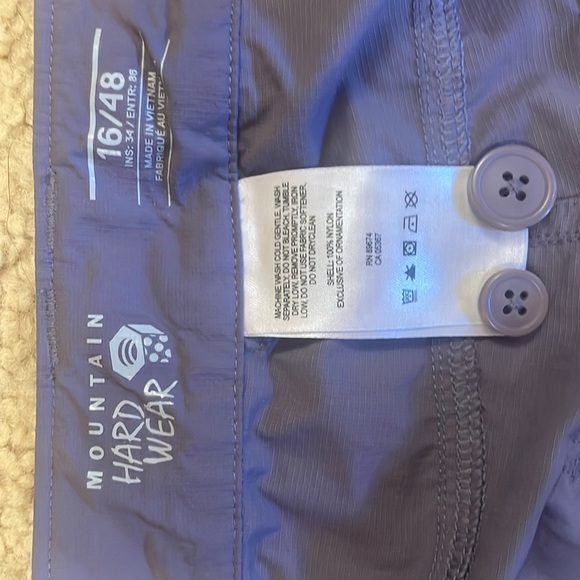 MOUNTAIN
HARD
WEAR
16/48
INS: 34 / ENTR: 86
MADE IN VIETNAM
FABRIQUÉ AU VIETNAM
MACHINE WASH COLD GENTLE, WASH
SEPARATELY, DO NOT BLEACH, TUMBLE
DRY LOW, REMOVE PROMPTLY, IRON
LOW, DO NOT USE FABRIC SOFTENER,
DO NOT DRYCLEAN
SHELL: 100% NYLON
EXCLUSIVE OF ORNAMENTATION
RN 89674